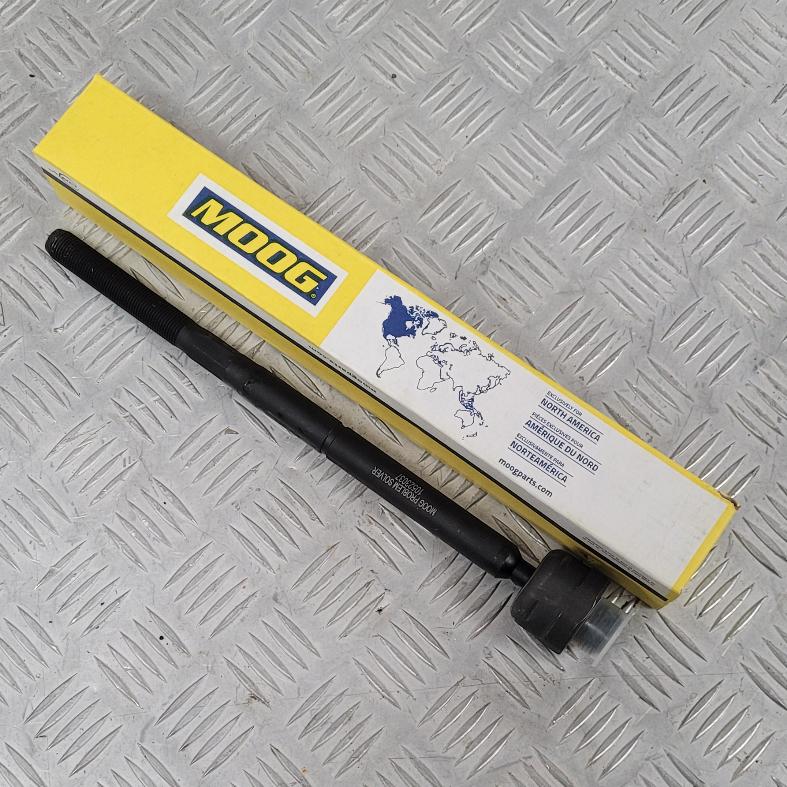 MOOG
EXCLUSIVELY FOR
NORTH AMERICA
PIÈCES EXCLUSIVES POUR
AMÉRIQUE DU NORD
EXCLUSIVAMENTE PARA
NORTEAMÉRICA
moogparts.com
MOOG PROBLEM SOLVER